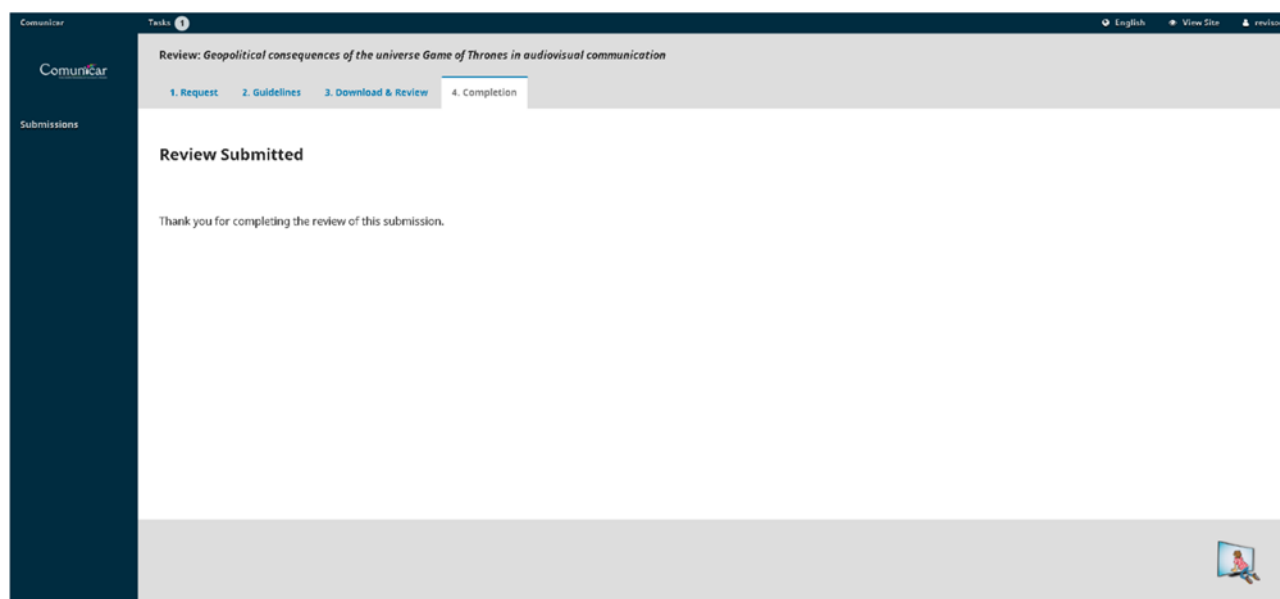 Comunicar
Tasks 1
English View Site
Comunicar
Review: Geopolitical consequences of the universe Game of Thrones in audiovisual communication
1. Request 2. Guidelines 3. Download & Review 4. Completion
Submissions
Review Submitted
Thank you for completing the review of this submission.